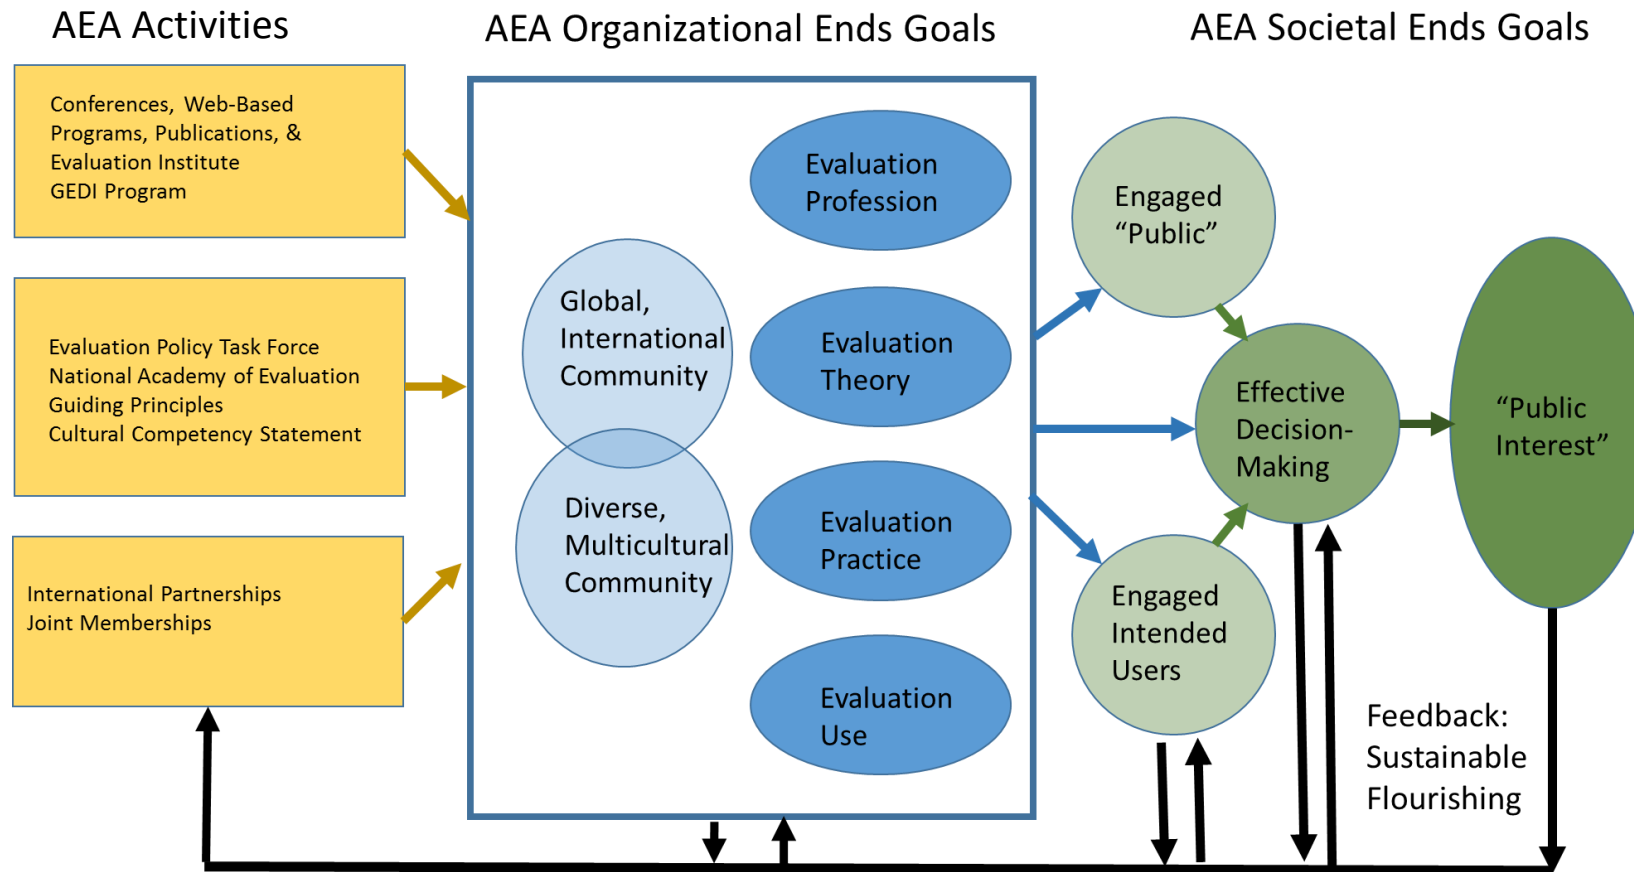 AEA Activities
AEA Organizational Ends Goals
AEA Societal Ends Goals
Conferences, Web-Based
Programs, Publications, &
Evaluation Institute
GEDI Program
Evaluation Policy Task Force
National Academy of Evaluation
Guiding Principles
Cultural Competency Statement
International Partnerships
Joint Memberships
Global,
International
Community
Diverse,
Multicultural
Community
Evaluation
Profession
Evaluation
Theory
Evaluation
Practice
Evaluation
Use
Engaged
“Public”
Effective
Decision-
Making
Engaged
Intended
Users
“Public
Interest”
Feedback:
Sustainable
Flourishing